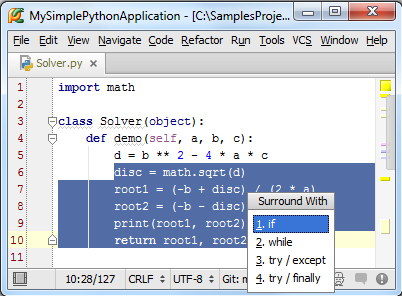 MySimplePythonApplication - [C:\SamplesProje...
File Edit View Navigate Code Refactor Run Tools VCS Window Help
Solver.py
1 import math
2
3 class Solver(object):
4 def demo(self, a, b, c):
5 d = b ** 2 - 4 * a * c
6 disc = math.sqrt(d)
7 root1 = (-b + disc) / (2 * a)
8 root2 = (-b - disc)
9 print(root1, root2)
10 return root1, root2
11
Surround With
1. if
2. while
3. try / except
4. try / finally
10:28/127 CRLF UTF-8 Git: m